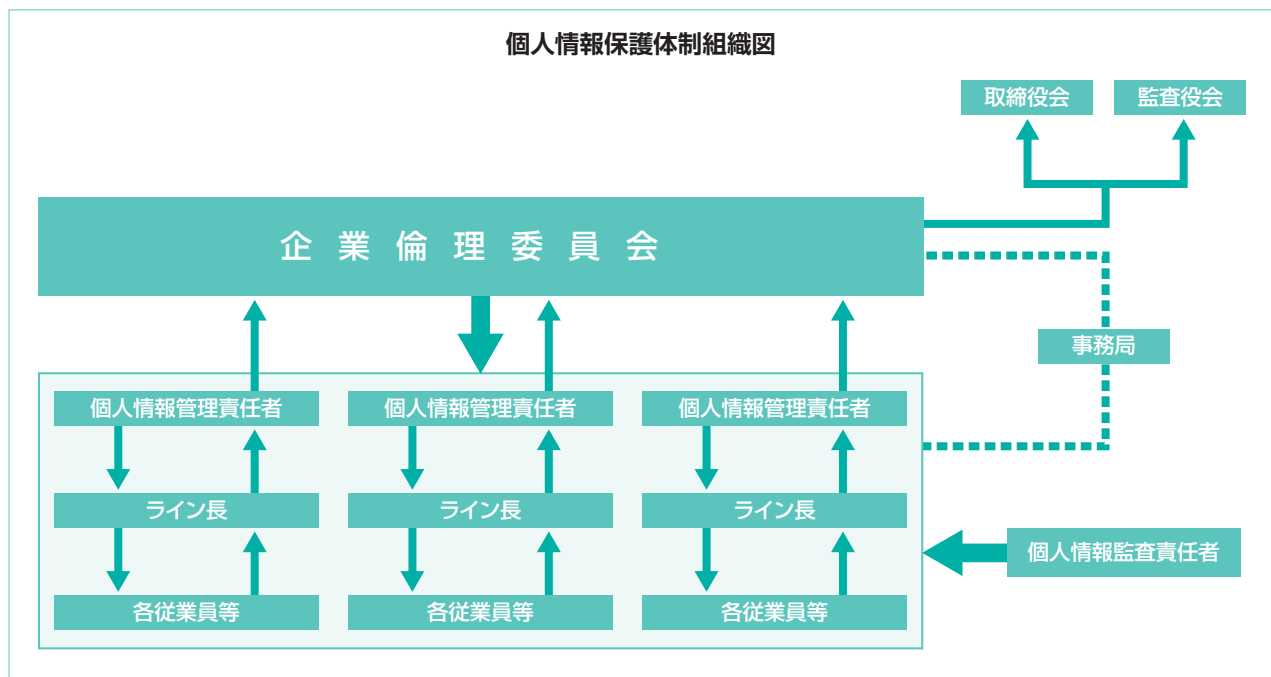 個人情報保護体制組織図
取締役会
監査役会
企業倫理委員会
事務局
個人情報管理責任者
個人情報管理責任者
個人情報管理責任者
ライン長
ライン長
ライン長
個人情報監査責任者
各従業員等
各従業員等
各従業員等